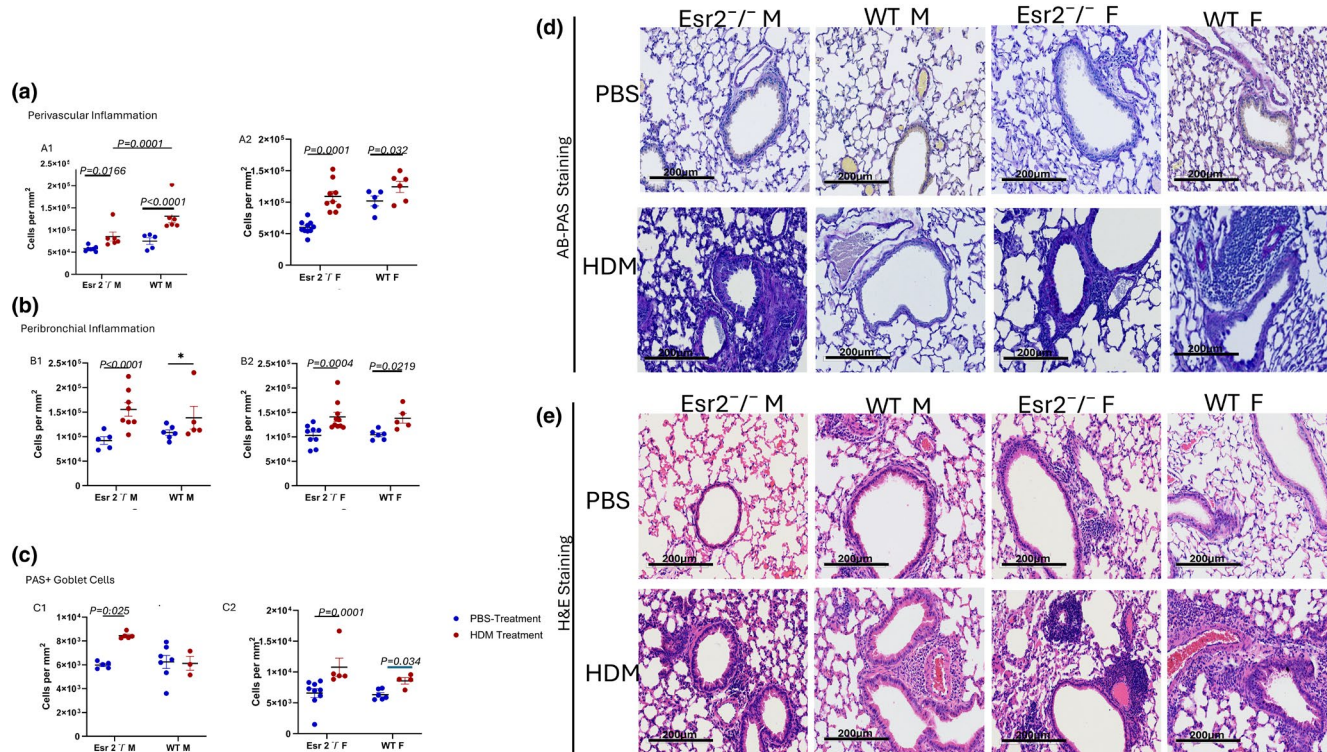 (a)
Perivascular Inflammation
A1
P=0.0001
P=0.0166
P<0.0001
2.5×10⁵
2×10⁵
1.5×10⁵
1×10⁵
5×10⁴
0
Cells per mm²
Esr 2⁻/⁻ M
WT M
A2
P=0.0001
P=0.032
2×10⁵
1.5×10⁵
1×10⁵
5×10⁴
0
Cells per mm²
Esr 2⁻/⁻ F
WT F
(b)
Peribronchial Inflammation
B1
P<0.0001
*
2.5×10⁵
2×10⁵
1.5×10⁵
1×10⁵
5×10⁴
0
Cells per mm²
Esr 2⁻/⁻ M
WT M
B2
P=0.0004
P=0.0219
2.5×10⁵
2×10⁵
1.5×10⁵
1×10⁵
5×10⁴
0
Cells per mm²
Esr 2⁻/⁻ F
WT F
(c)
PAS+ Goblet Cells
C1
P=0.025
1×10⁴
8×10³
6×10³
4×10³
2×10³
0
Cells per mm²
Esr 2⁻/⁻ M
WT M
C2
P=0.0001
P=0.034
2×10⁴
1.5×10⁴
1×10⁴
5×10³
0
Cells per mm²
Esr 2⁻/⁻ F
WT F
PBS-Treatment
HDM Treatment
(d)
Esr2⁻/⁻ M
WT M
Esr2⁻/⁻ F
WT F
AB-PAS Staining
PBS
200μm
200μm
200μm
200μm
HDM
200μm
200μm
200μm
200μm
(e)
Esr2⁻/⁻ M
WT M
Esr2⁻/⁻ F
WT F
H&E Staining
PBS
200μm
200μm
200μm
200μm
HDM
200μm
200μm
200μm
200μm